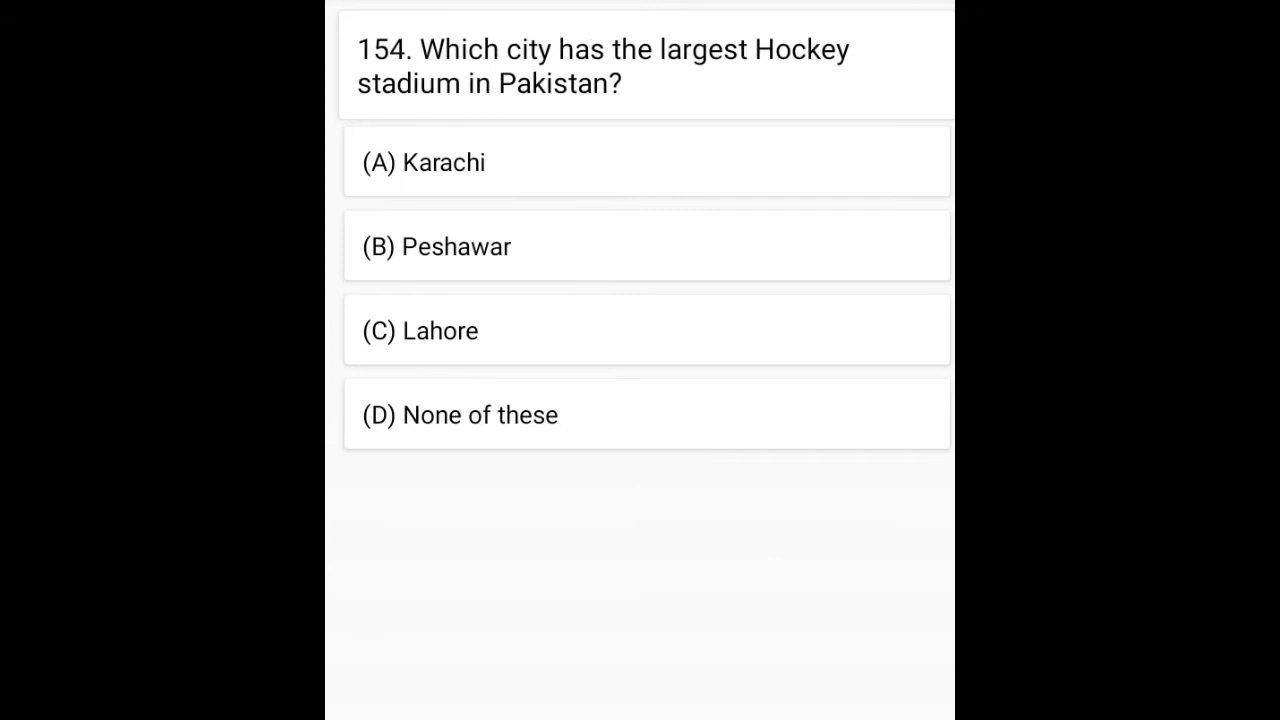 154. Which city has the largest Hockey
stadium in Pakistan?
(A) Karachi
(B) Peshawar
(C) Lahore
(D) None of these